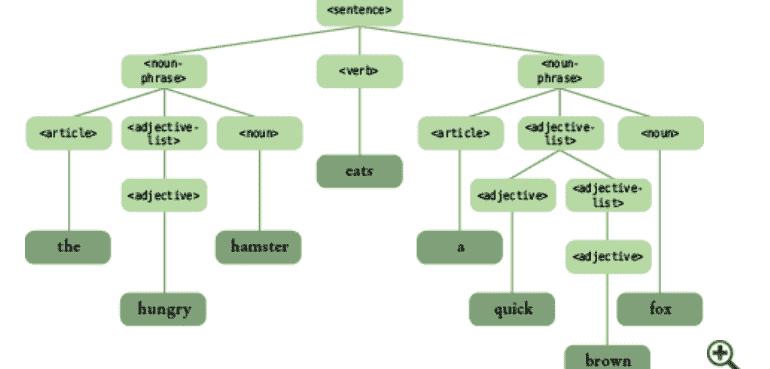 <sentence>
<noun-
phrase>
<verb>
<noun-
phrase>
<article>
<adjective-
list>
<noun>
<article>
<adjective-
list>
<noun>
eats
<adjective>
<adjective>
<adjective-
list>
the
hamster
a
<adjective>
hungry
quick
fox
brown